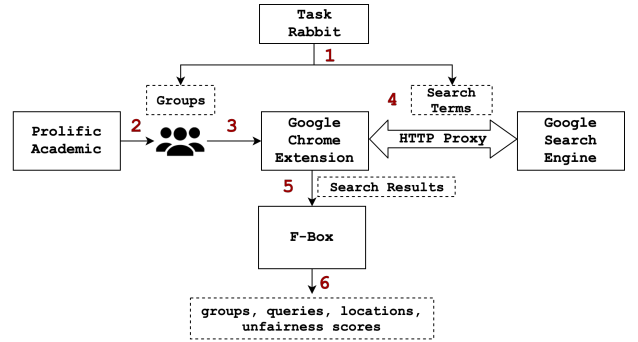 Task
Rabbit
1
Groups
4
Search
Terms
Prolific
Academic
2
3
Google
Chrome
Extension
HTTP Proxy
Google
Search
Engine
5
Search Results
F-Box
6
groups, queries, locations,
unfairness scores